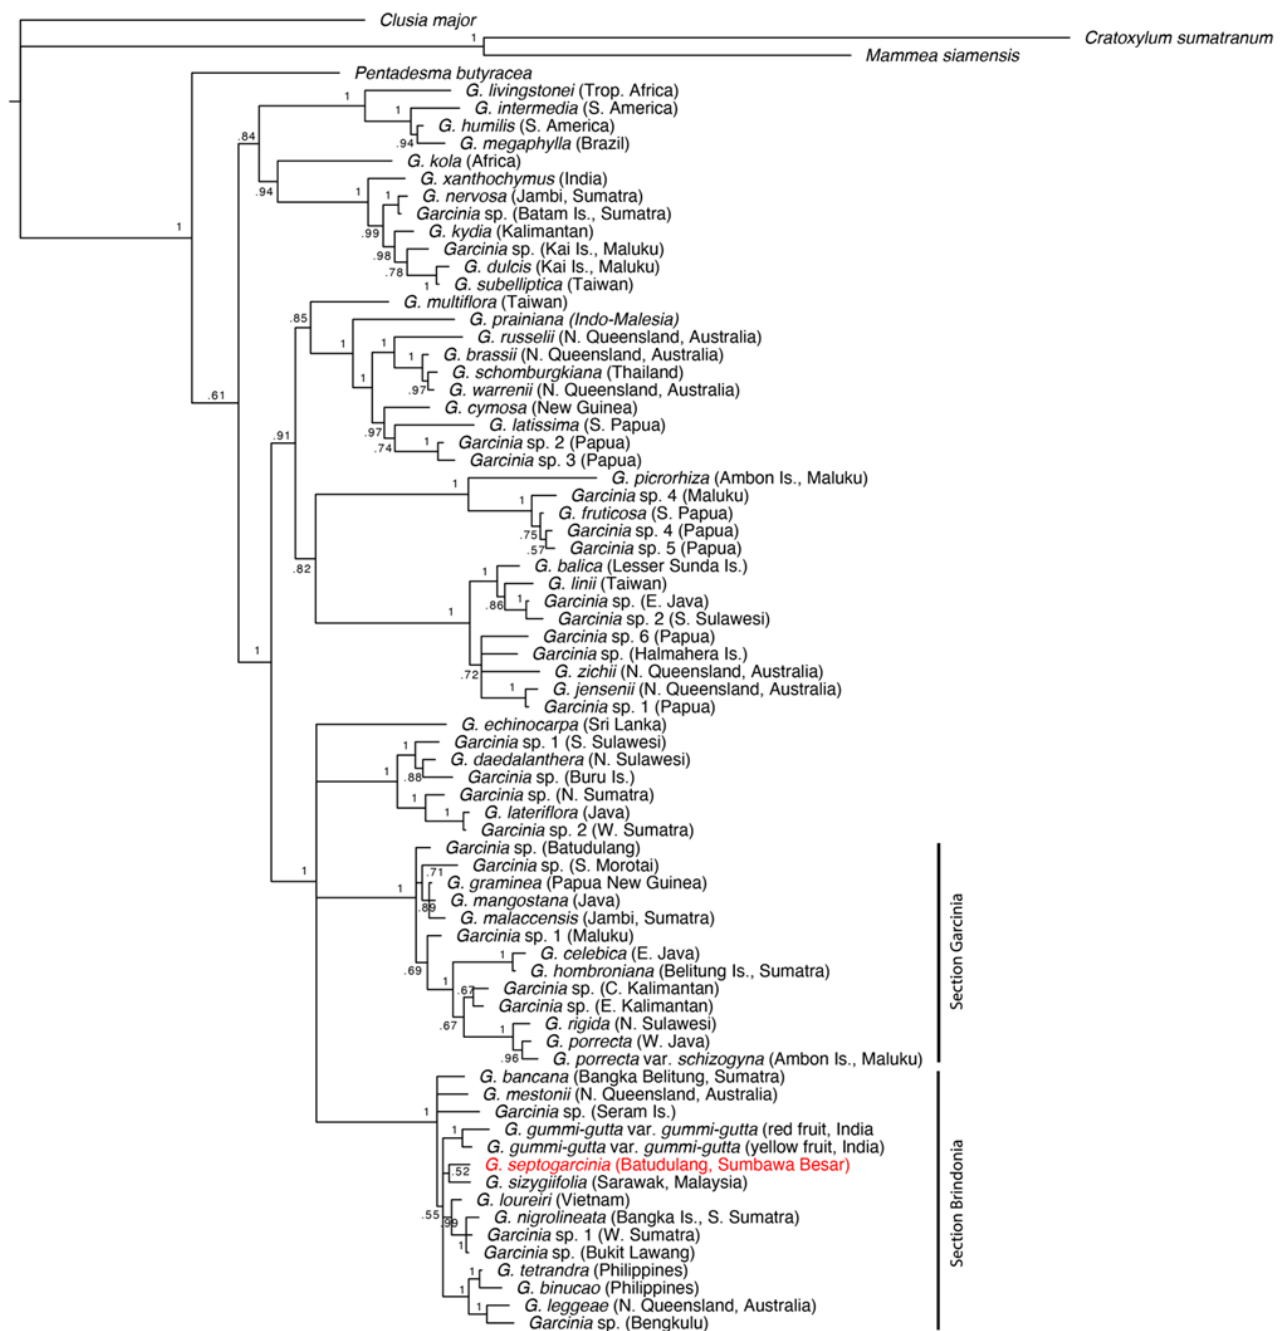 Clusia major
1
Cratoxylum sumatranum
Mammea siamensis
Pentadesma butyracea
G. livingstonei (Trop. Africa)
1
G. intermedia (S. America)
1
G. humilis (S. America)
.84
.94
G. megaphylla (Brazil)
G. kola (Africa)
G. xanthochymus (India)
.94
1
1
G. nervosa (Jambi, Sumatra)
Garcinia sp. (Batam Is., Sumatra)
1
.99
G. kydia (Kalimantan)
Garcinia sp. (Kai Is., Maluku)
.98
G. dulcis (Kai Is., Maluku)
.78
1
G. subelliptica (Taiwan)
G. multiflora (Taiwan)
.85
G. prainiana (Indo-Malesia)
G. russelii (N. Queensland, Australia)
1
1
1
G. brassii (N. Queensland, Australia)
G. schomburgkiana (Thailand)
1
.97
G. warrenii (N. Queensland, Australia)
.61
G. cymosa (New Guinea)
G. latissima (S. Papua)
.97
.91
1
Garcinia sp. 2 (Papua)
.74
Garcinia sp. 3 (Papua)
G. picrorhiza (Ambon Is., Maluku)
1
Garcinia sp. 4 (Maluku)
1
G. fruticosa (S. Papua)
.75
Garcinia sp. 4 (Papua)
.57
Garcinia sp. 5 (Papua)
.82
G. balica (Lesser Sunda Is.)
1
G. linii (Taiwan)
.86
1
Garcinia sp. (E. Java)
1
Garcinia sp. 2 (S. Sulawesi)
Garcinia sp. 6 (Papua)
1
Garcinia sp. (Halmahera Is.)
.72
G. zichii (N. Queensland, Australia)
1
G. jensenii (N. Queensland, Australia)
Garcinia sp. 1 (Papua)
G. echinocarpa (Sri Lanka)
1
Garcinia sp. 1 (S. Sulawesi)
G. daedalanthera (N. Sulawesi)
1
.88
Garcinia sp. (Buru Is.)
1
Garcinia sp. (N. Sumatra)
1
G. lateriflora (Java)
Garcinia sp. 2 (W. Sumatra)
Garcinia sp. (Batudulang)
1
.71
Garcinia sp. (S. Morotai)
1
G. graminea (Papua New Guinea)
.89
G. mangostana (Java)
G. malaccensis (Jambi, Sumatra)
Garcinia sp. 1 (Maluku)
1
G. celebica (E. Java)
.69
G. hombroniana (Belitung Is., Sumatra)
1
.67
Garcinia sp. (C. Kalimantan)
Garcinia sp. (E. Kalimantan)
.67
1
G. rigida (N. Sulawesi)
G. porrecta (W. Java)
.96
G. porrecta var. schizogyna (Ambon Is., Maluku)
Section Garcinia
G. bancana (Bangka Belitung, Sumatra)
G. mestonii (N. Queensland, Australia)
1
Garcinia sp. (Seram Is.)
1
G. gummi-gutta var. gummi-gutta (red fruit, India
G. gummi-gutta var. gummi-gutta (yellow fruit, India)
.52
G. septogarcinia (Batudulang, Sumbawa Besar)
G. sizygiifolia (Sarawak, Malaysia)
G. loureiri (Vietnam)
.55
.99
G. nigrolineata (Bangka Is., S. Sumatra)
Garcinia sp. 1 (W. Sumatra)
1
Garcinia sp. (Bukit Lawang)
1
G. tetrandra (Philippines)
1
G. binucao (Philippines)
1
G. leggeae (N. Queensland, Australia)
Garcinia sp. (Bengkulu)
Section Brindonia